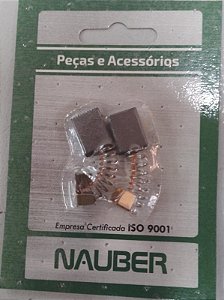 Peças e Acessórios
Empresa Certificada ISO 9001
NAUBER